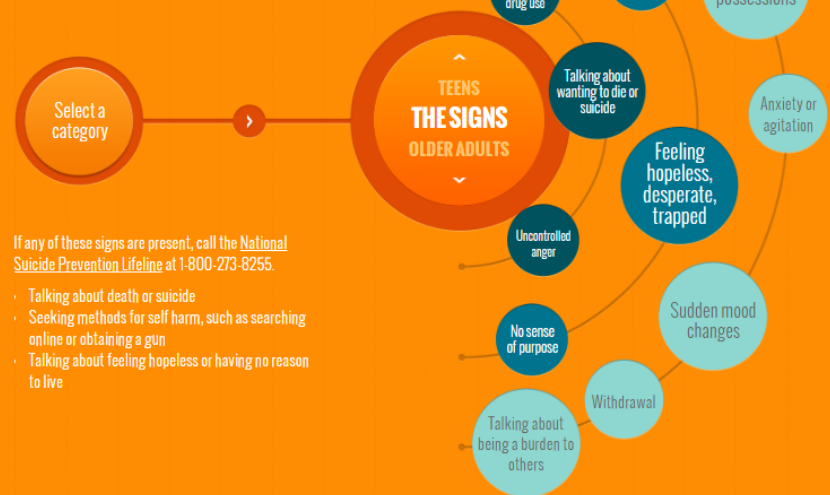 drug use
possessions
Select a
category
TEENS
THE SIGNS
OLDER ADULTS
Talking about
wanting to die or
suicide
Anxiety or
agitation
Feeling
hopeless,
desperate,
trapped
Uncontrolled
anger
If any of these signs are present, call the National
Suicide Prevention Lifeline at 1-800-273-8255.
Talking about death or suicide
Seeking methods for self harm, such as searching
online or obtaining a gun
Talking about feeling hopeless or having no reason
to live
No sense
of purpose
Sudden mood
changes
Withdrawal
Talking about
being a burden to
others